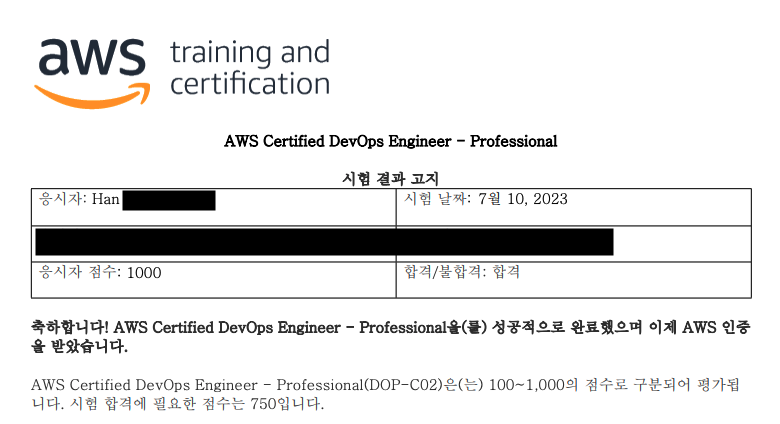 aws training and
certification
AWS Certified DevOps Engineer - Professional
시험 결과 고지
응시자: Han
시험 날짜: 7월 10, 2023
응시자 점수: 1000
합격/불합격: 합격
축하합니다! AWS Certified DevOps Engineer - Professional을(를) 성공적으로 완료했으며 이제 AWS 인증
을 받았습니다.
AWS Certified DevOps Engineer - Professional(DOP-C02)은(는) 100~1,000의 점수로 구분되어 평가됩
니다. 시험 합격에 필요한 점수는 750입니다.